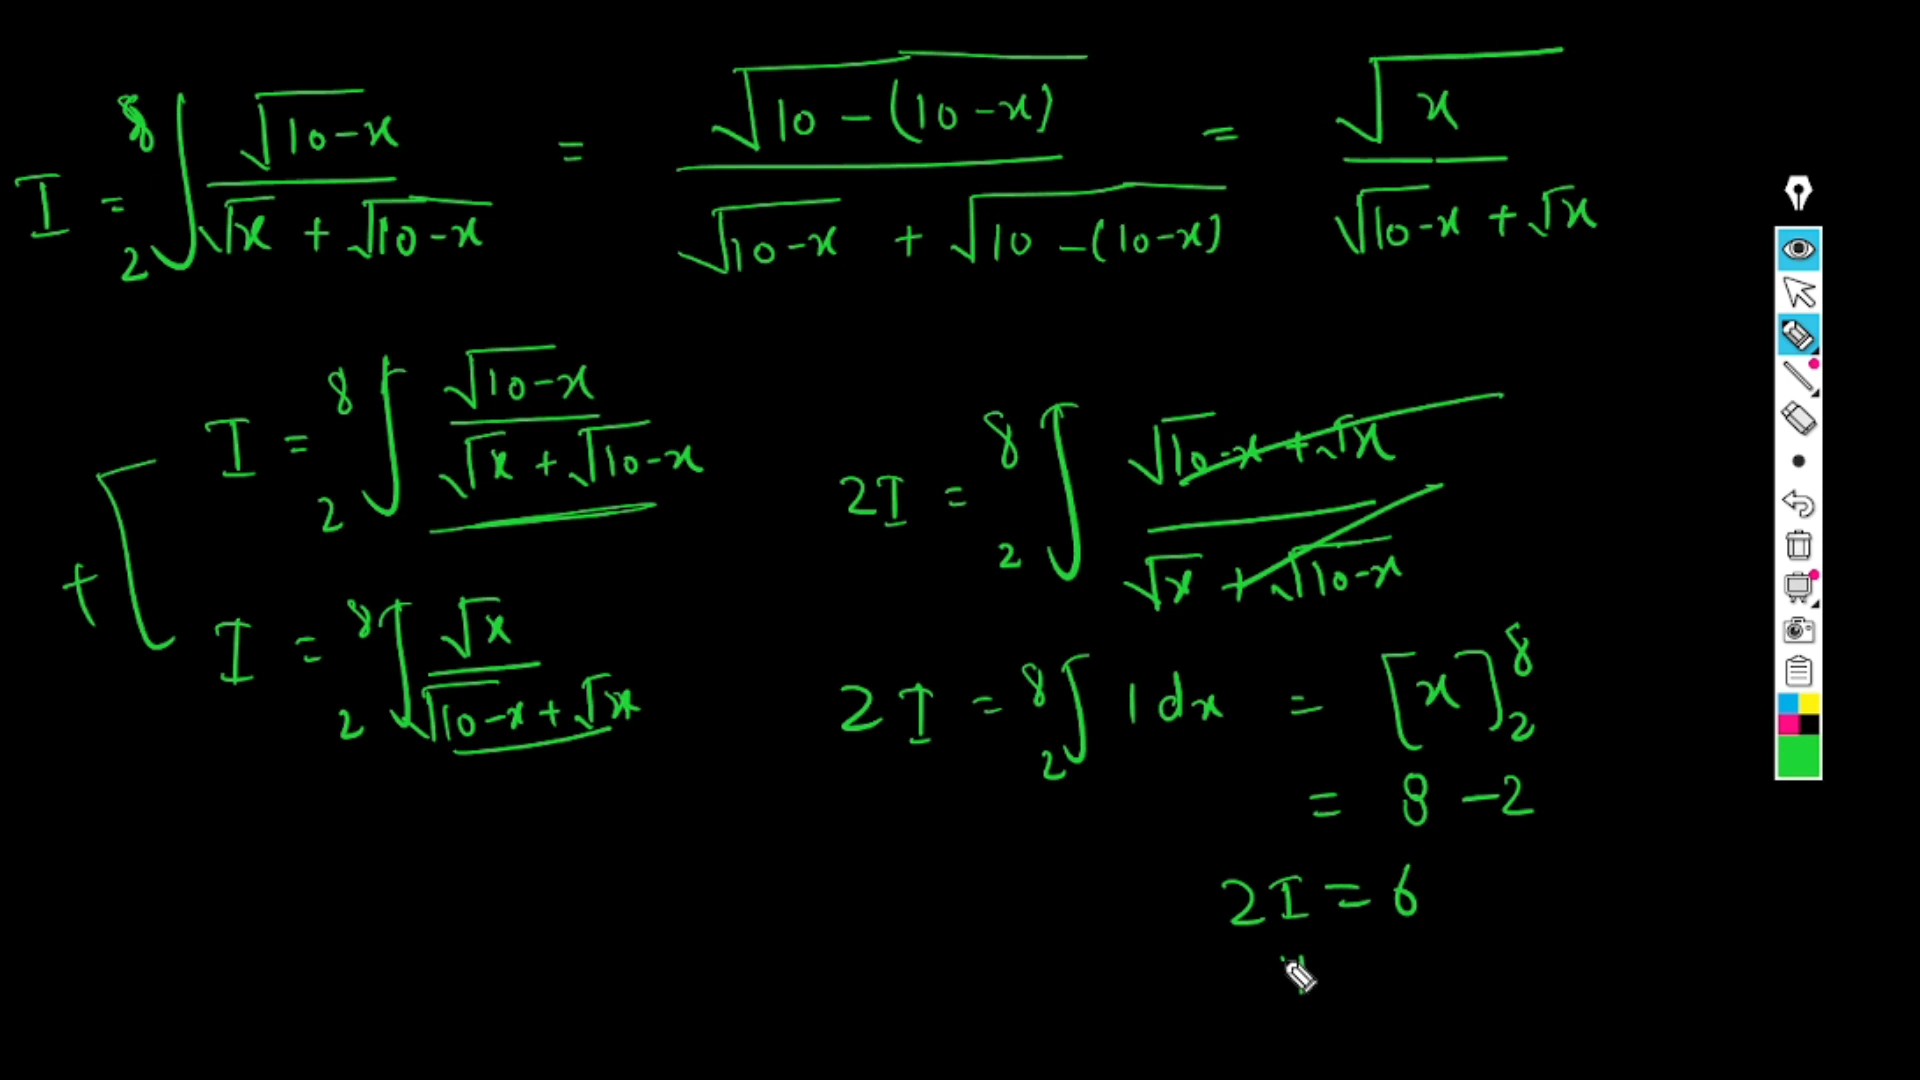 I = ₂⁸∫ √(10-x) / (√x + √(10-x)) = √(10-(10-x)) / (√(10-x) + √(10-(10-x))) = √x / (√(10-x) + √x)
I = ₂⁸∫ √(10-x) / (√x + √(10-x))
+
I = ₂⁸∫ √x / (√(10-x) + √x)
2I = ₂⁸∫ (√(10-x) + √x) / (√x + √(10-x))
2I = ₂⁸∫ 1 dx = [x]₂⁸
= 8 - 2
2I = 6